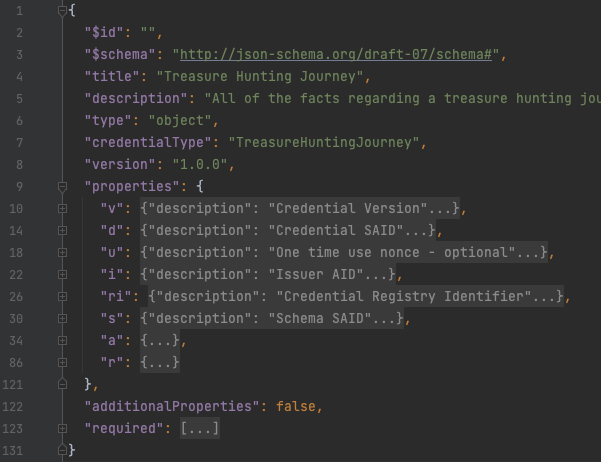 1 {
2 "$id": "",
3 "$schema": "http://json-schema.org/draft-07/schema#",
4 "title": "Treasure Hunting Journey",
5 "description": "All of the facts regarding a treasure hunting jou
6 "type": "object",
7 "credentialType": "TreasureHuntingJourney",
8 "version": "1.0.0",
9 "properties": {
10 "v": {"description": "Credential Version"...},
14 "d": {"description": "Credential SAID"...},
18 "u": {"description": "One time use nonce - optional"...},
22 "i": {"description": "Issuer AID"...},
26 "ri": {"description": "Credential Registry Identifier"...},
30 "s": {"description": "Schema SAID"...},
34 "a": {...},
86 "r": {...}
121 },
122 "additionalProperties": false,
123 "required": [...]
131 }